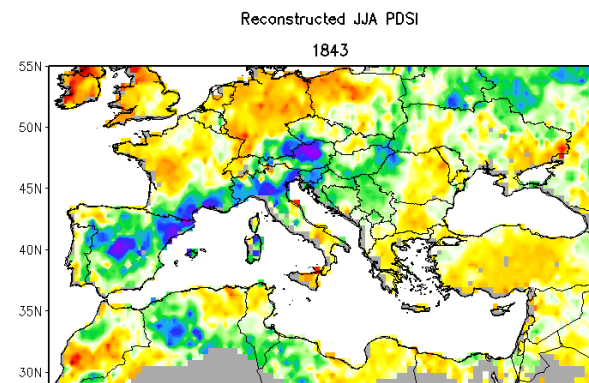 Reconstructed JJA PDSI
1843
55N
50N
45N
40N
35N
30N